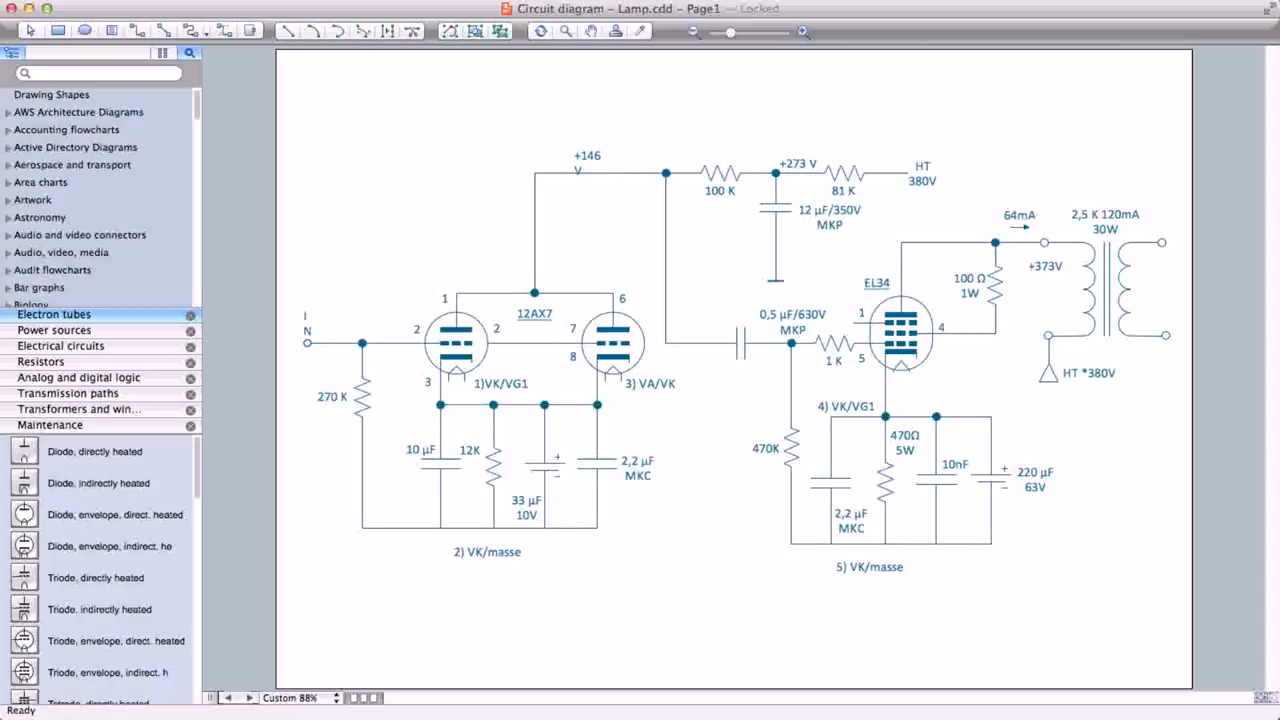 Circuit diagram – Lamp.cdd – Page1 — Locked
Drawing Shapes
AWS Architecture Diagrams
Accounting flowcharts
Active Directory Diagrams
Aerospace and transport
Area charts
Artwork
Astronomy
Audio and video connectors
Audio, video, media
Audit flowcharts
Bar graphs
Biology
Electron tubes
Power sources
Electrical circuits
Resistors
Analog and digital logic
Transmission paths
Transformers and win...
Maintenance
Diode, directly heated
Diode, indirectly heated
Diode, envelope, direct. heated
Diode, envelope, indirect. he
Triode, directly heated
Triode, indirectly heated
Triode, envelope, direct. heated
Triode, envelope, indirect. h
Tetrode, directly heated
+146
V
100 K
+273 V
81 K
HT
380V
12 µF/350V
MKP
64mA
2,5 K 120mA
30W
+373V
100 Ω
1W
EL34
1
4
5
HT *380V
1
6
12AX7
I
N
2
2
7
8
3
1)VK/VG1
3) VA/VK
0,5 µF/630V
MKP
1 K
270 K
10 µF
12K
+
–
33 µF
10V
2,2 µF
MKC
2) VK/masse
4) VK/VG1
470K
470Ω
5W
10nF
+
–
220 µF
63V
2,2 µF
MKC
5) VK/masse
Custom 88%
Ready